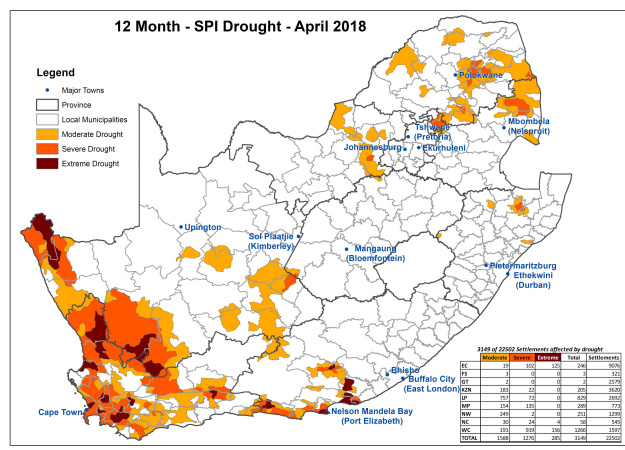 12 Month - SPI Drought - April 2018
Legend
Major Towns
Province
Local Municipalities
Moderate Drought
Severe Drought
Extreme Drought
Polokwane
Mbombela
(Nelspruit)
Tshwane
(Pretoria)
Johannesburg
Ekurhuleni
Upington
Sol Plaatjie
(Kimberley)
Mangaung
(Bloemfontein)
Pietermaritzburg
Ethekwini
(Durban)
Bhisho
Buffalo City
(East London)
Cape Town
Nelson Mandela Bay
(Port Elizabeth)
3149 of 22502 Settlements affected by drought
Moderate Severe Extreme Total Settlements
EC 19 102 125 246 9076
FS 3 0 0 3 321
GT 2 0 0 2 2579
KZN 183 22 0 205 3620
LP 757 72 0 829 2692
MP 154 135 0 289 773
NW 249 2 0 251 1299
NC 30 24 4 58 545
WC 191 919 156 1266 1597
TOTAL 1588 1276 285 3149 22502